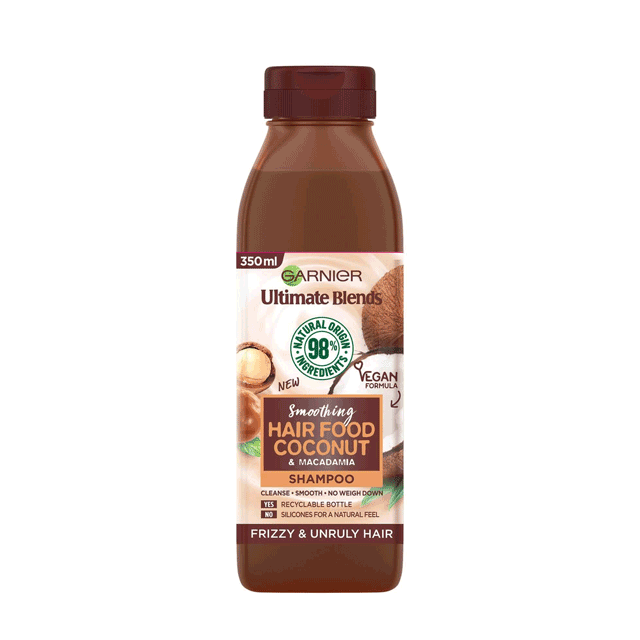 350ml
GARNIER
Ultimate Blends
NATURAL ORIGIN
98%
INGREDIENTS
NEW
VEGAN
FORMULA
Smoothing
HAIR FOOD
COCONUT
& MACADAMIA
SHAMPOO
CLEANSE • SMOOTH • NO WEIGH DOWN
YES RECYCLABLE BOTTLE
NO SILICONES FOR A NATURAL FEEL
FRIZZY & UNRULY HAIR